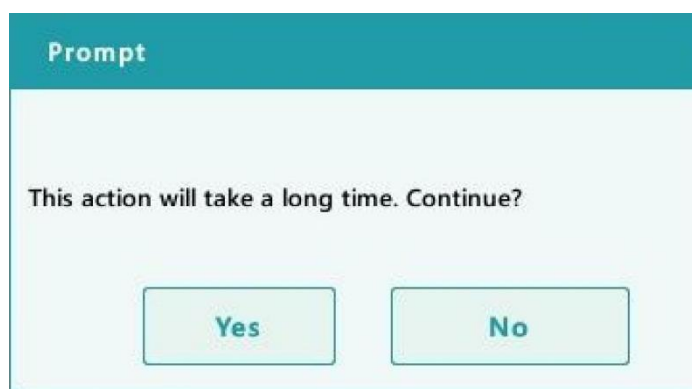 Prompt
This action will take a long time. Continue?
Yes
No